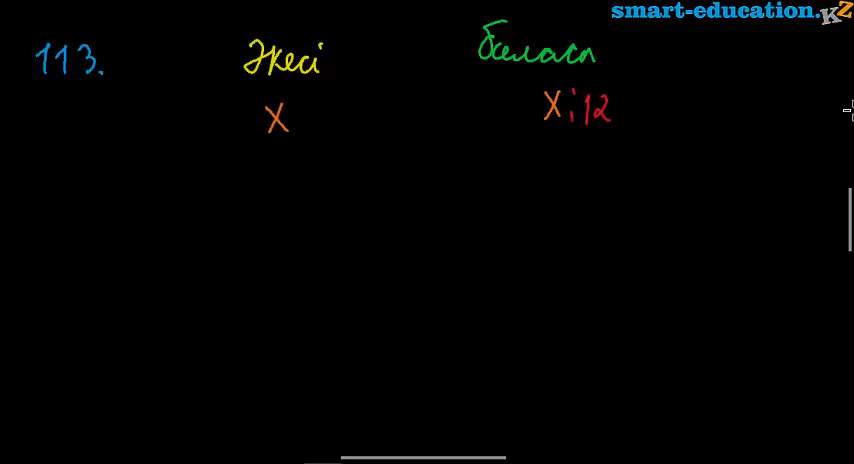 smart-education.KZ
113. Әкесі баласы
X X : 12